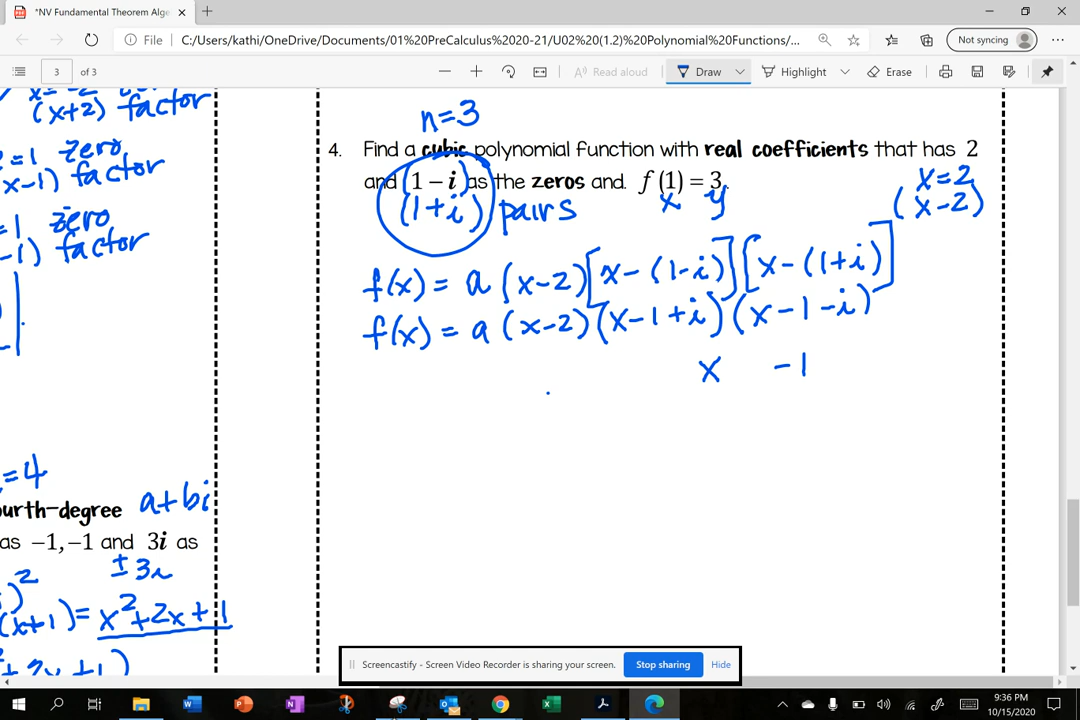 *NV Fundamental Theorem Alge
File C:/Users/kathi/OneDrive/Documents/01%20PreCalculus%2020-21/U02%20(1.2)%20Polynomial%20Functions/...
Not syncing
3 of 3
Read aloud
Draw
Highlight
Erase
(x+2) factor
=1 zero
x-1) factor
=1 zero
-1) factor
=4
ourth-degree a+bi
as −1,−1 and 3i as
±3i
)²
(x+1) = x²+2x+1
n=3
4. Find a cubic polynomial function with real coefficients that has 2
and (1 − i) as the zeros and. f (1) = 3.
x y
x=2
(x-2)
(1+i) pairs
f(x) = a (x-2)[x-(1-i)][x-(1+i)]
f(x) = a (x-2)(x-1+i)(x-1-i)
x -1
Screencastify - Screen Video Recorder is sharing your screen.
Stop sharing
Hide
9:36 PM
10/15/2020